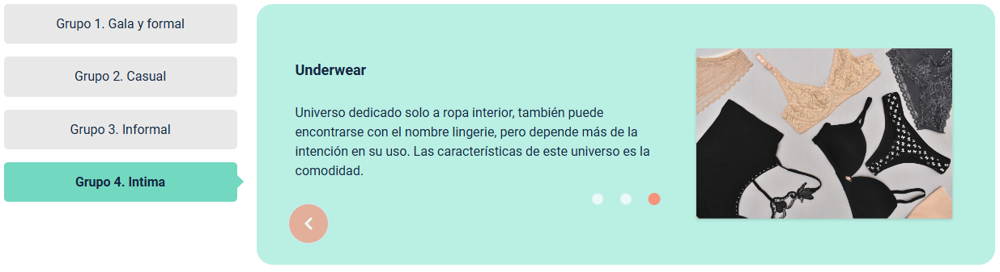 Grupo 1. Gala y formal
Grupo 2. Casual
Grupo 3. Informal
Grupo 4. Intima
Underwear
Universo dedicado solo a ropa interior, también puede
encontrarse con el nombre lingerie, pero depende más de la
intención en su uso. Las características de este universo es la
comodidad.